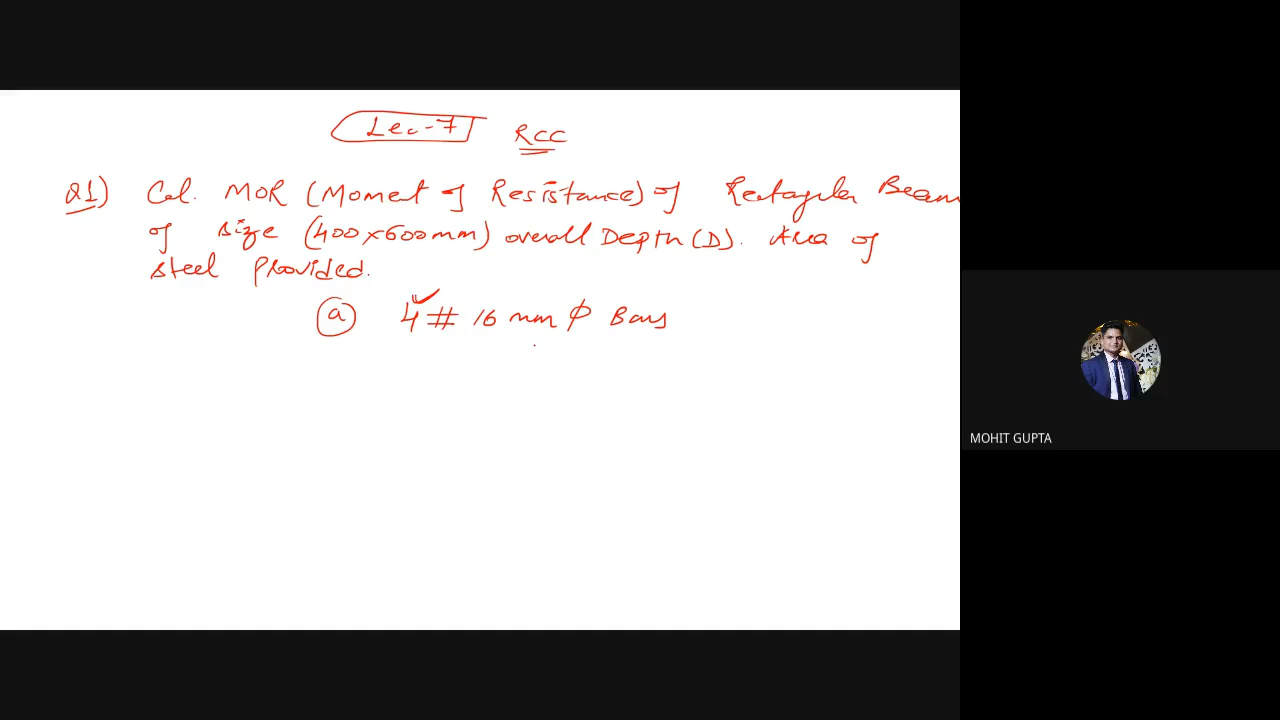 Lec-7 RCC
Q1) Cal. MOR (Moment of Resistance) of Rectangular Beam
of size (400x600mm) overall Depth (D). Area of
steel provided.
(a) 4 # 16 mm ϕ Bars
MOHIT GUPTA